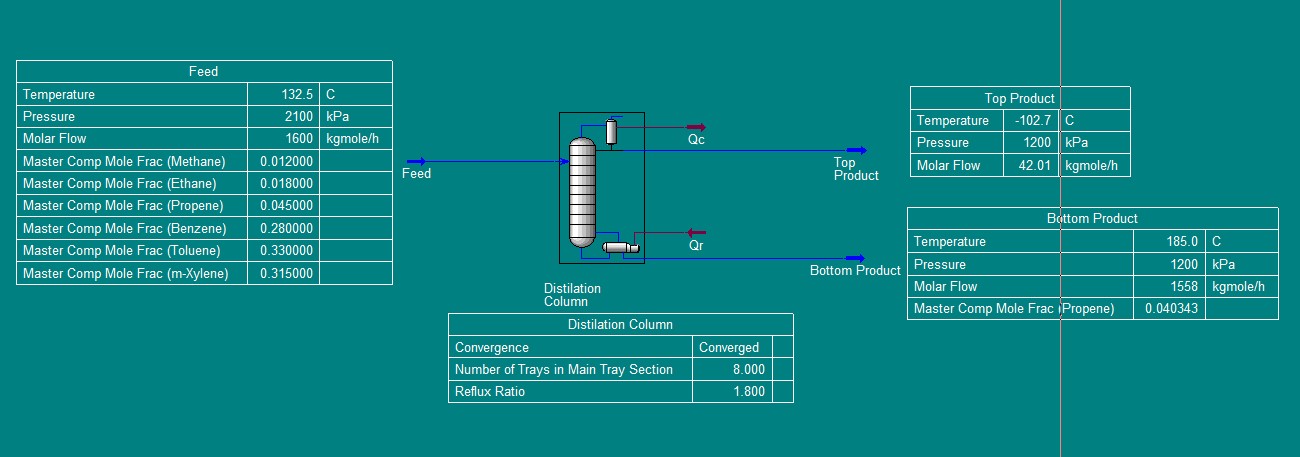 Feed
Temperature 132.5 C
Pressure 2100 kPa
Molar Flow 1600 kgmole/h
Master Comp Mole Frac (Methane) 0.012000
Master Comp Mole Frac (Ethane) 0.018000
Master Comp Mole Frac (Propene) 0.045000
Master Comp Mole Frac (Benzene) 0.280000
Master Comp Mole Frac (Toluene) 0.330000
Master Comp Mole Frac (m-Xylene) 0.315000
Feed
Qc
Top
Product
Qr
Bottom Product
Distilation
Column
Distilation Column
Convergence Converged
Number of Trays in Main Tray Section 8.000
Reflux Ratio 1.800
Top Product
Temperature -102.7 C
Pressure 1200 kPa
Molar Flow 42.01 kgmole/h
Bottom Product
Temperature 185.0 C
Pressure 1200 kPa
Molar Flow 1558 kgmole/h
Master Comp Mole Frac (Propene) 0.040343